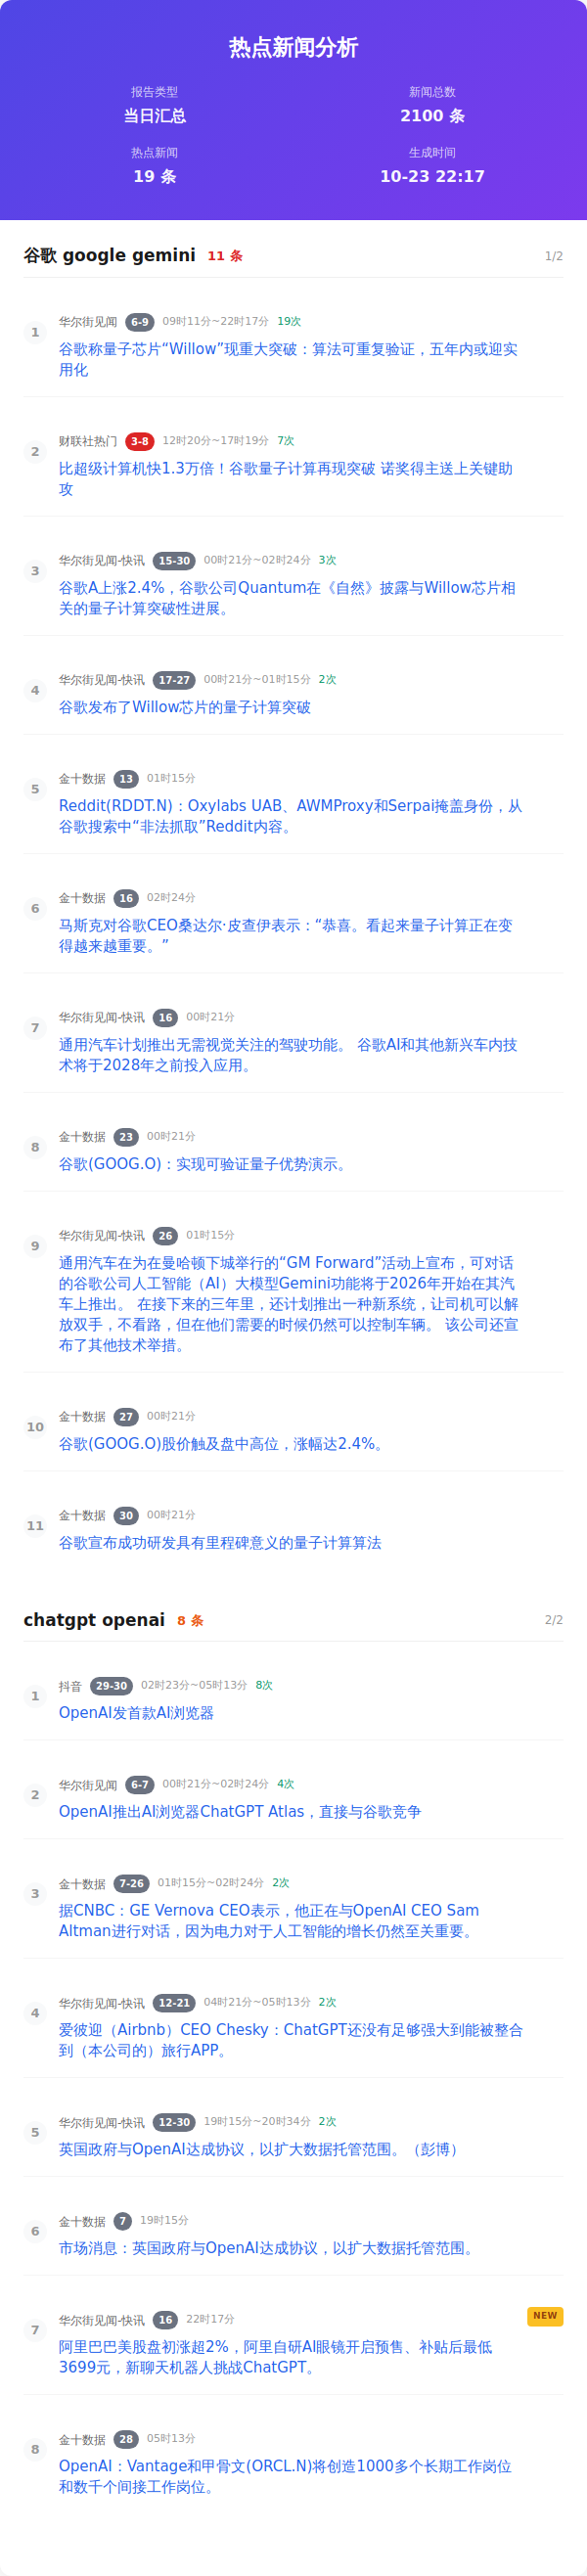 热点新闻分析
报告类型
当日汇总
新闻总数
2100 条
热点新闻
19 条
生成时间
10-23 22:17
谷歌 google gemini 11 条 1/2
1
华尔街见闻 6-9 09时11分~22时17分 19次
谷歌称量子芯片“Willow”现重大突破：算法可重复验证，五年内或迎实
用化
2
财联社热门 3-8 12时20分~17时19分 7次
比超级计算机快1.3万倍！谷歌量子计算再现突破 诺奖得主送上关键助
攻
3
华尔街见闻-快讯 15-30 00时21分~02时24分 3次
谷歌A上涨2.4%，谷歌公司Quantum在《自然》披露与Willow芯片相
关的量子计算突破性进展。
4
华尔街见闻-快讯 17-27 00时21分~01时15分 2次
谷歌发布了Willow芯片的量子计算突破
5
金十数据 13 01时15分
Reddit(RDDT.N)：Oxylabs UAB、AWMProxy和Serpai掩盖身份，从
谷歌搜索中“非法抓取”Reddit内容。
6
金十数据 16 02时24分
马斯克对谷歌CEO桑达尔·皮查伊表示：“恭喜。看起来量子计算正在变
得越来越重要。”
7
华尔街见闻-快讯 16 00时21分
通用汽车计划推出无需视觉关注的驾驶功能。 谷歌AI和其他新兴车内技
术将于2028年之前投入应用。
8
金十数据 23 00时21分
谷歌(GOOG.O)：实现可验证量子优势演示。
9
华尔街见闻-快讯 26 01时15分
通用汽车在为在曼哈顿下城举行的“GM Forward”活动上宣布，可对话
的谷歌公司人工智能（AI）大模型Gemini功能将于2026年开始在其汽
车上推出。 在接下来的三年里，还计划推出一种新系统，让司机可以解
放双手，不看路，但在他们需要的时候仍然可以控制车辆。 该公司还宣
布了其他技术举措。
10
金十数据 27 00时21分
谷歌(GOOG.O)股价触及盘中高位，涨幅达2.4%。
11
金十数据 30 00时21分
谷歌宣布成功研发具有里程碑意义的量子计算算法
chatgpt openai 8 条 2/2
1
抖音 29-30 02时23分~05时13分 8次
OpenAI发首款AI浏览器
2
华尔街见闻 6-7 00时21分~02时24分 4次
OpenAI推出AI浏览器ChatGPT Atlas，直接与谷歌竞争
3
金十数据 7-26 01时15分~02时24分 2次
据CNBC：GE Vernova CEO表示，他正在与OpenAI CEO Sam
Altman进行对话，因为电力对于人工智能的增长仍然至关重要。
4
华尔街见闻-快讯 12-21 04时21分~05时13分 2次
爱彼迎（Airbnb）CEO Chesky：ChatGPT还没有足够强大到能被整合
到（本公司的）旅行APP。
5
华尔街见闻-快讯 12-30 19时15分~20时34分 2次
英国政府与OpenAI达成协议，以扩大数据托管范围。（彭博）
6
金十数据 7 19时15分
市场消息：英国政府与OpenAI达成协议，以扩大数据托管范围。
7
华尔街见闻-快讯 16 22时17分 NEW
阿里巴巴美股盘初涨超2%，阿里自研AI眼镜开启预售、补贴后最低
3699元，新聊天机器人挑战ChatGPT。
8
金十数据 28 05时13分
OpenAI：Vantage和甲骨文(ORCL.N)将创造1000多个长期工作岗位
和数千个间接工作岗位。